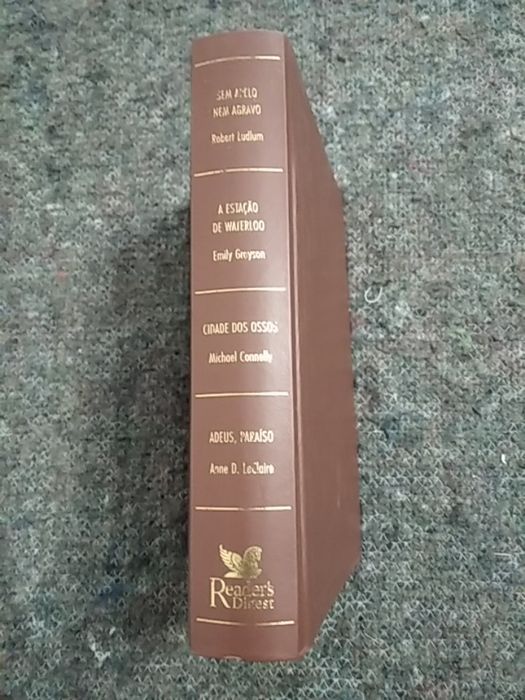 SEM APELO
NEM AGRAVO
Robert Ludlum
A ESTAÇÃO
DE WATERLOO
Emily Grayson
CIDADE DOS OSSOS
Michael Connelly
ADEUS, PARAÍSO
Anne D. LeClaire
Reader's
Digest